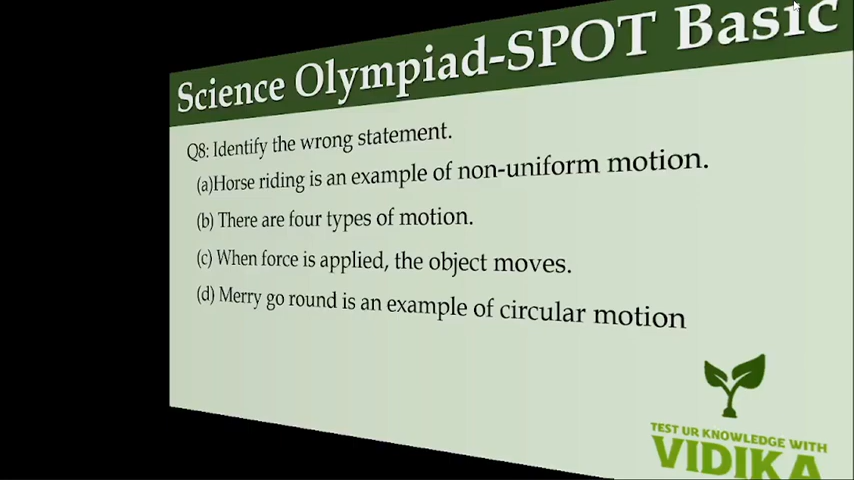 Science Olympiad-SPOT Basic
Q8: Identify the wrong statement.
(a)Horse riding is an example of non-uniform motion.
(b) There are four types of motion.
(c) When force is applied, the object moves.
(d) Merry go round is an example of circular motion
TEST UR KNOWLEDGE WITH
VIDIKA